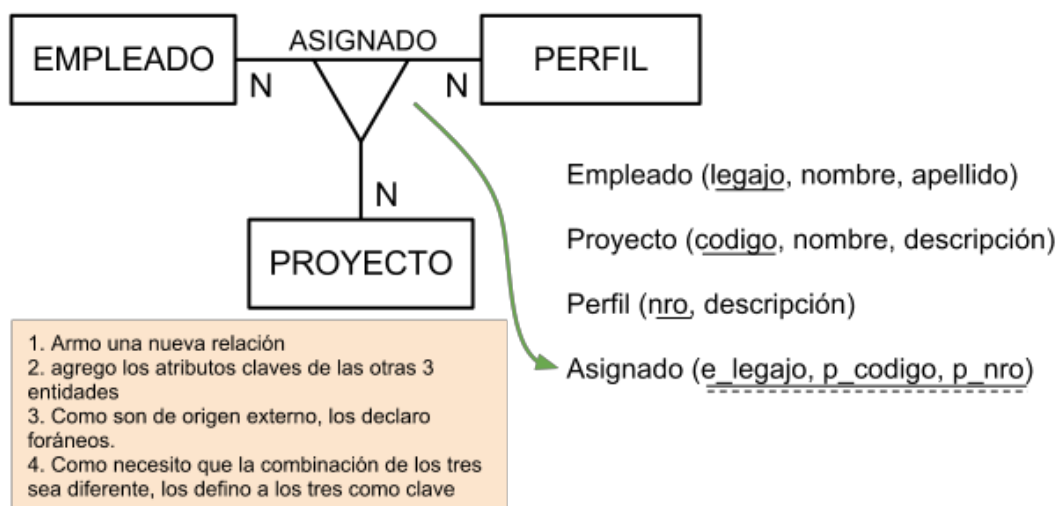 EMPLEADO
ASIGNADO
PERFIL
N
N
N
PROYECTO
Empleado (legajo, nombre, apellido)
Proyecto (codigo, nombre, descripción)
Perfil (nro, descripción)
Asignado (e_legajo, p_codigo, p_nro)
1. Armo una nueva relación
2. agrego los atributos claves de las otras 3
entidades
3. Como son de origen externo, los declaro
foráneos.
4. Como necesito que la combinación de los tres
sea diferente, los defino a los tres como clave